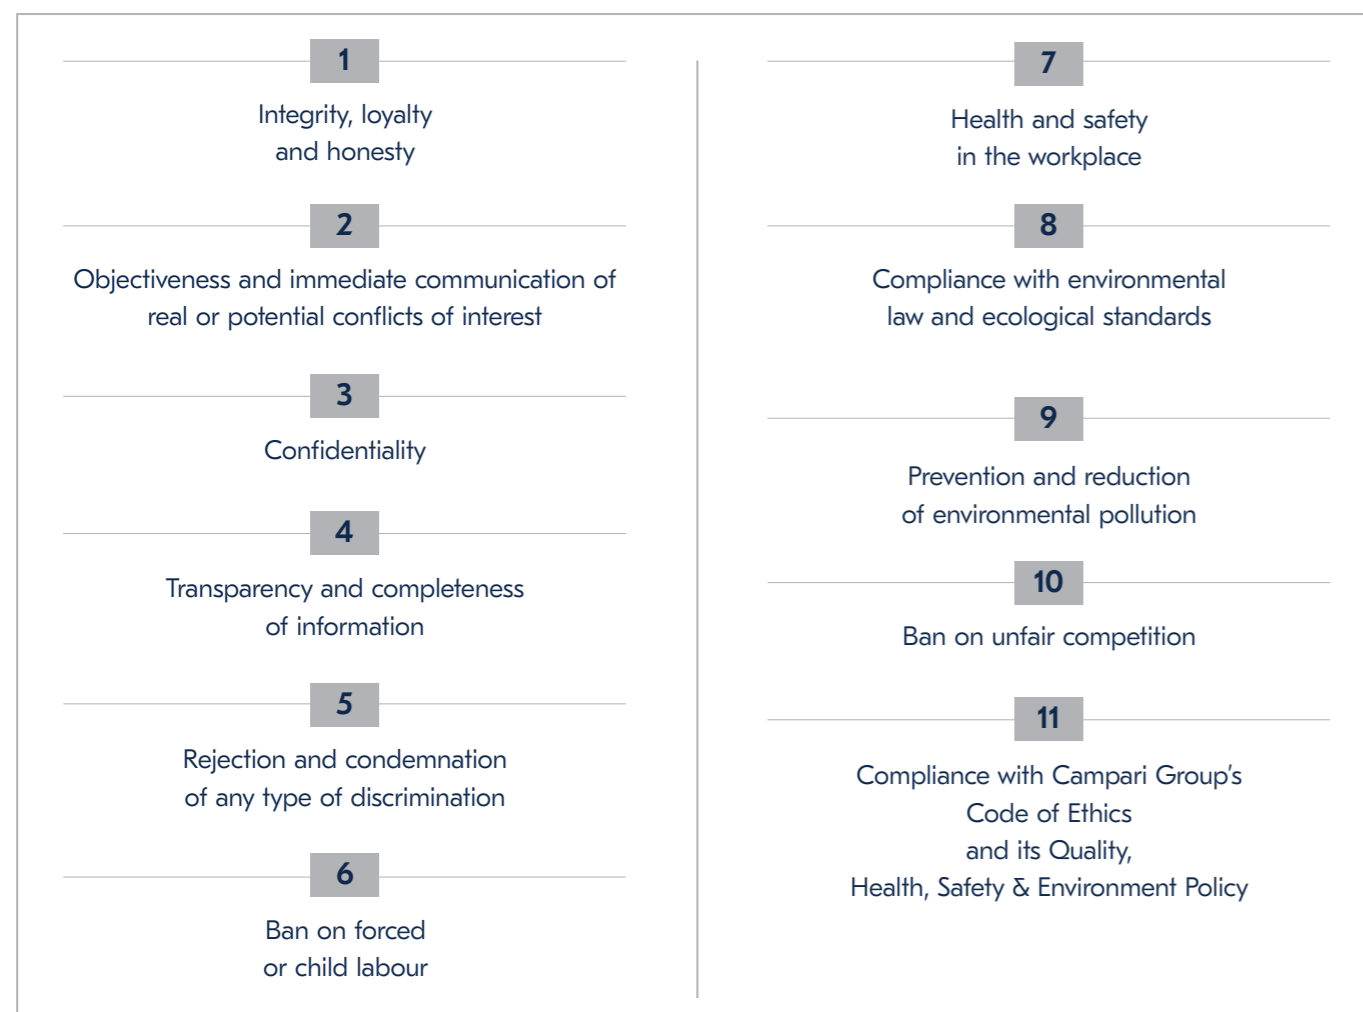 1
Integrity, loyalty
and honesty
2
Objectiveness and immediate communication of
real or potential conflicts of interest
3
Confidentiality
4
Transparency and completeness
of information
5
Rejection and condemnation
of any type of discrimination
6
Ban on forced
or child labour
7
Health and safety
in the workplace
8
Compliance with environmental
law and ecological standards
9
Prevention and reduction
of environmental pollution
10
Ban on unfair competition
11
Compliance with Campari Group’s
Code of Ethics
and its Quality,
Health, Safety & Environment Policy